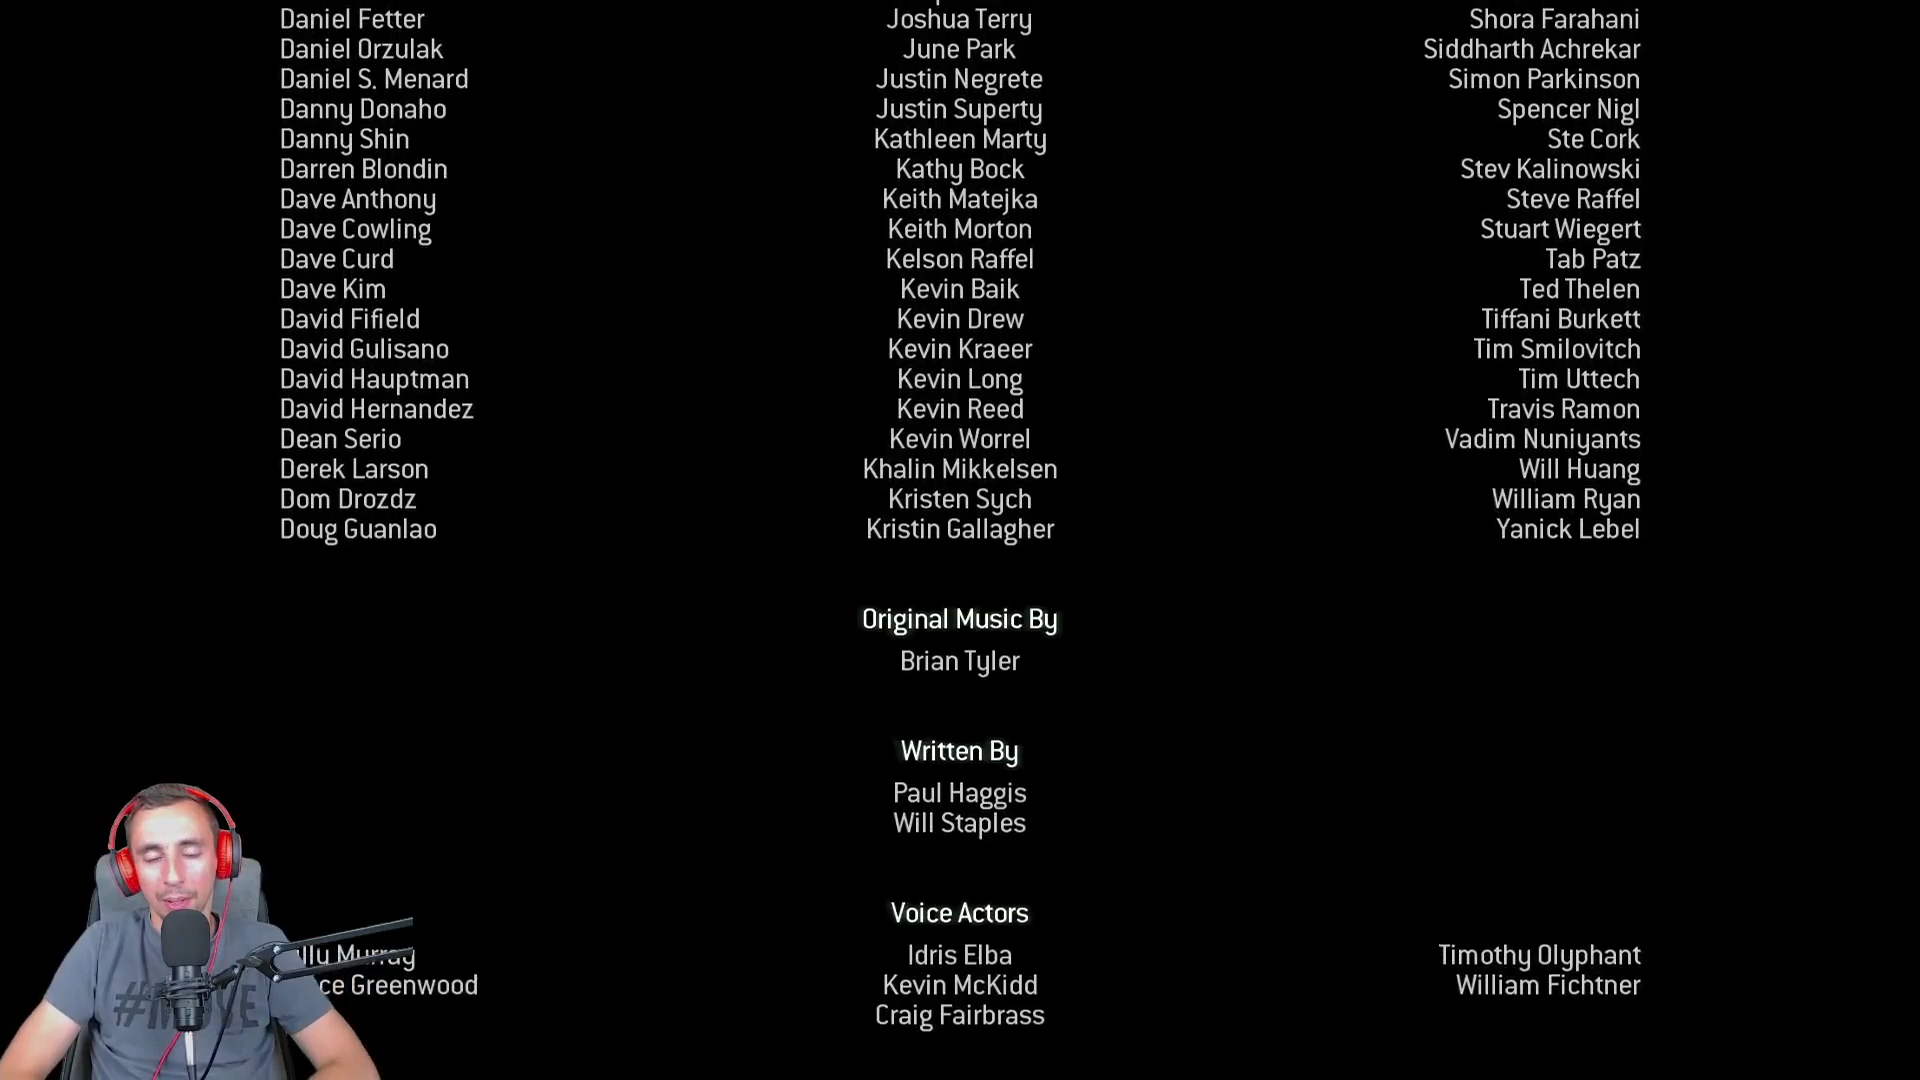 Daniel Fetter
Daniel Orzulak
Daniel S. Menard
Danny Donaho
Danny Shin
Darren Blondin
Dave Anthony
Dave Cowling
Dave Curd
Dave Kim
David Fifield
David Gulisano
David Hauptman
David Hernandez
Dean Serio
Derek Larson
Dom Drozdz
Doug Guanlao
Joshua Terry
June Park
Justin Negrete
Justin Superty
Kathleen Marty
Kathy Bock
Keith Matejka
Keith Morton
Kelson Raffel
Kevin Baik
Kevin Drew
Kevin Kraeer
Kevin Long
Kevin Reed
Kevin Worrel
Khalin Mikkelsen
Kristen Sych
Kristin Gallagher
Shora Farahani
Siddharth Achrekar
Simon Parkinson
Spencer Nigl
Ste Cork
Stev Kalinowski
Steve Raffel
Stuart Wiegert
Tab Patz
Ted Thelen
Tiffani Burkett
Tim Smilovitch
Tim Uttech
Travis Ramon
Vadim Nuniyants
Will Huang
William Ryan
Yanick Lebel
Original Music By
Brian Tyler
Written By
Paul Haggis
Will Staples
Voice Actors
Murray
Greenwood
Idris Elba
Kevin McKidd
Craig Fairbrass
Timothy Olyphant
William Fichtner